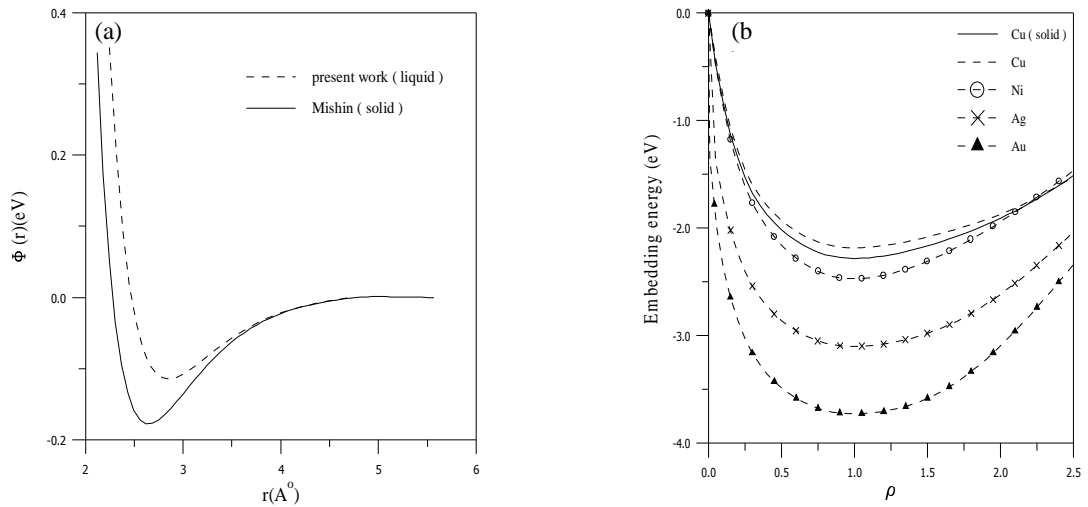 (a)
0.4
0.2
0.0
-0.2
Φ (r)(eV)
present work ( liquid )
Mishin ( solid )
2 3 4 5 6
r(A°)
(b
0.0
-1.0
-2.0
-3.0
-4.0
Embedding energy (eV)
Cu ( solid )
Cu
Ni
Ag
Au
0.0 0.5 1.0 1.5 2.0 2.5
ρ